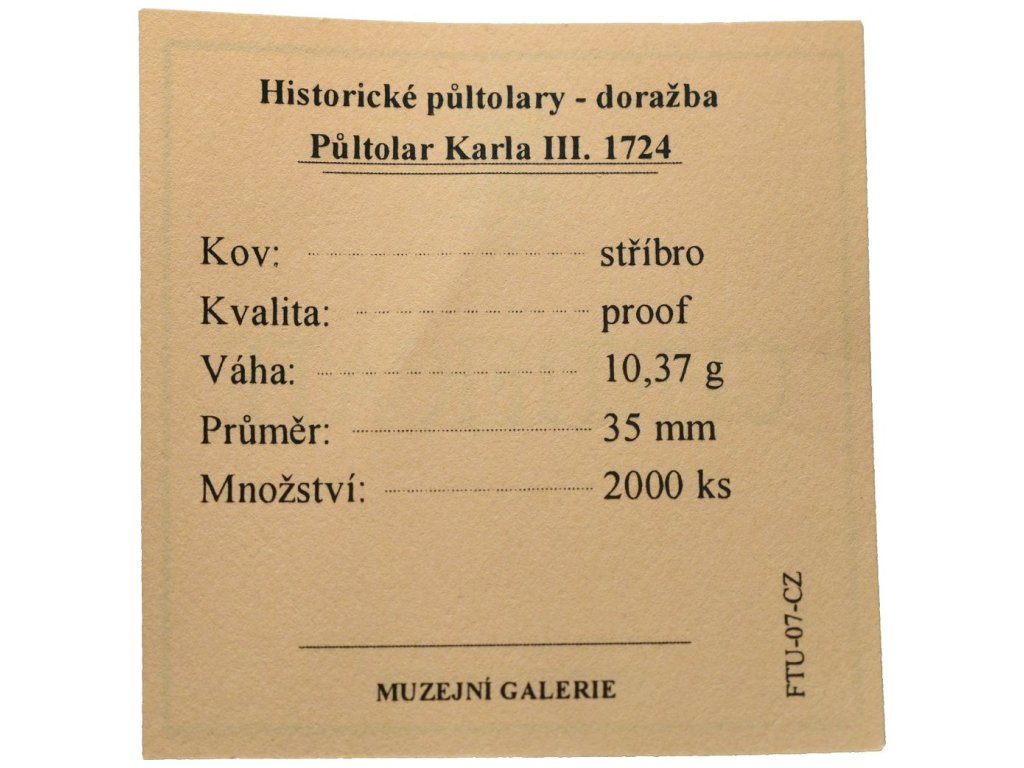 Historické půltolary - doražba
Půltolar Karla III. 1724
Kov: stříbro
Kvalita: proof
Váha: 10,37 g
Průměr: 35 mm
Množství: 2000 ks
FTU-07-CZ
MUZEJNÍ GALERIE